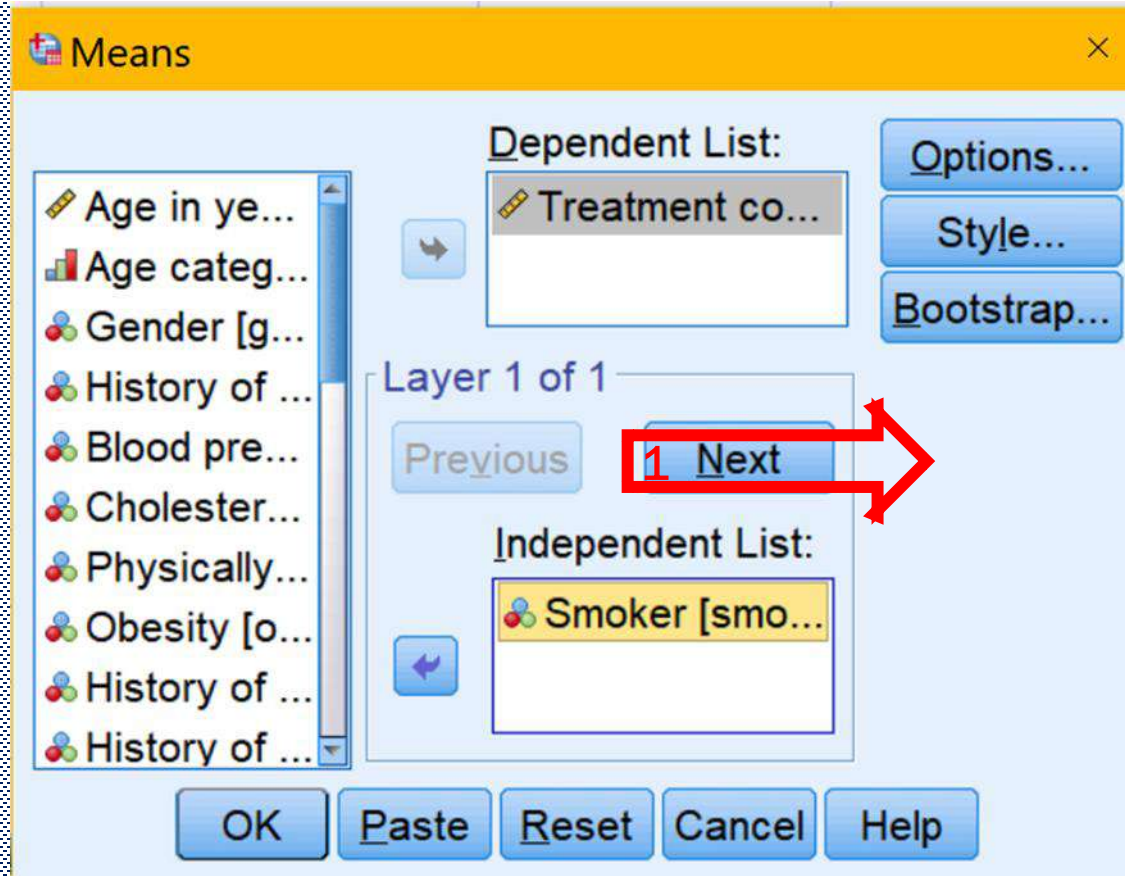 Means
Dependent List:
Treatment co...
Options...
Style...
Bootstrap...
Age in ye...
Age categ...
Gender [g...
History of ...
Blood pre...
Cholester...
Physically...
Obesity [o...
History of ...
History of ...
Layer 1 of 1
Previous
1
Next
Independent List:
Smoker [smo...
OK
Paste
Reset
Cancel
Help